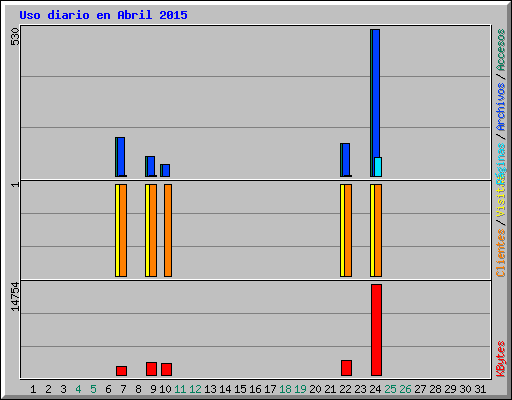 Uso diario en Abril 2015
530
1
14754
KBytes
Clientes / Visitas
Páginas / Archivos / Accesos
1 2 3 4 5 6 7 8 9 10 11 12 13 14 15 16 17 18 19 20 21 22 23 24 25 26 27 28 29 30 31